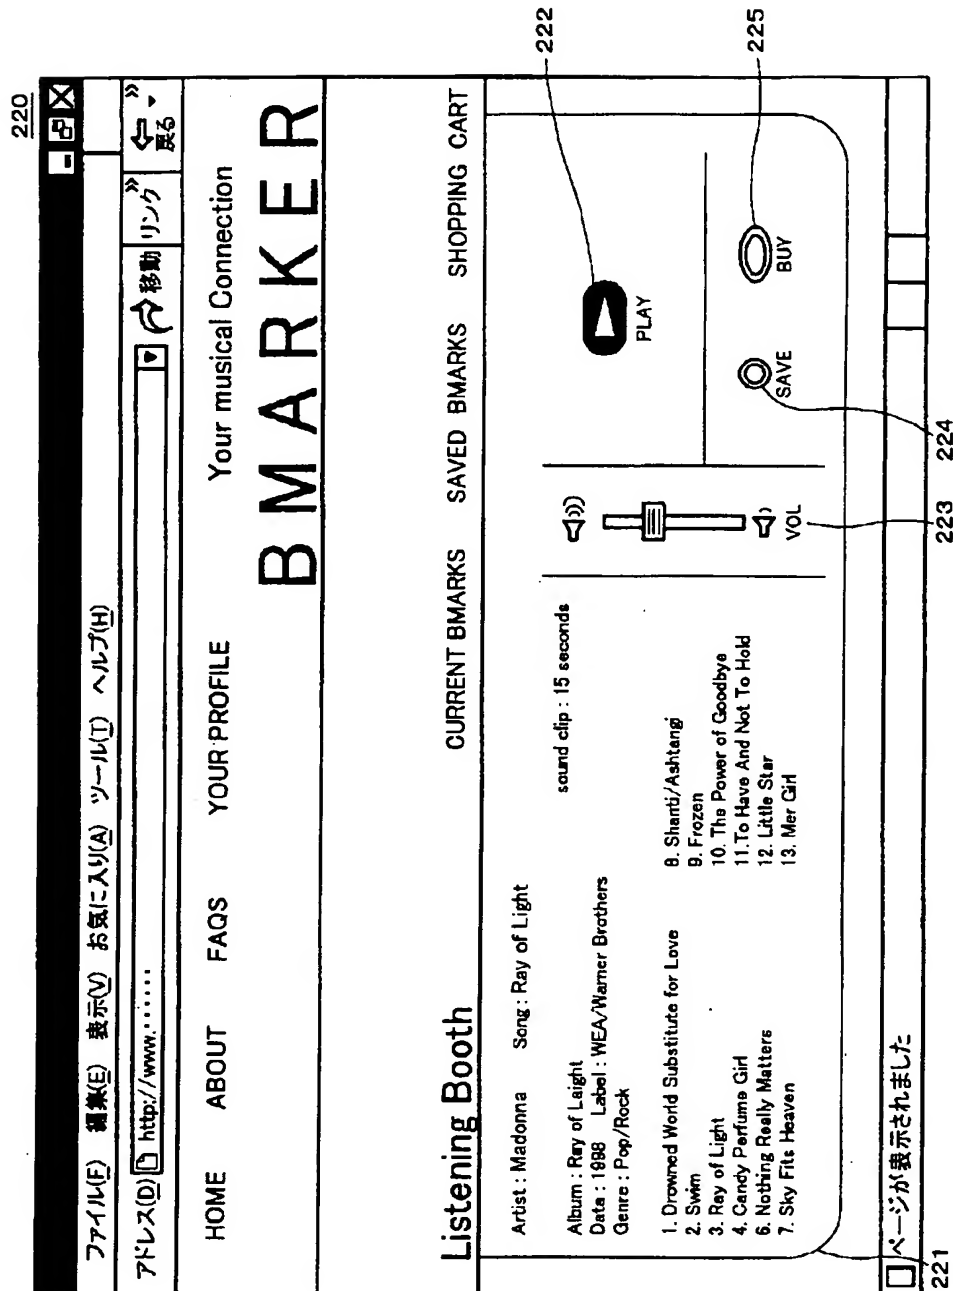 220
ファイル(F) 編集(E) 表示(V) お気に入り(A) ツール(T) ヘルプ(H)
アドレス(D) http://www.‥‥‥ 移動 リンク » 戻る »
HOME ABOUT FAQS YOUR PROFILE Your musical Connection
BMARKER
Listening Booth CURRENT BMARKS SAVED BMARKS SHOPPING CART
Artist : Madonna Song : Ray of Light
sound clip : 15 seconds
Album : Ray of Laight
Data : 1998 Label : WEA/Warner Brothers
Genre : Pop/Rock
1. Drowned World Substitute for Love
2. Swim
3. Ray of Light
4. Candy Perfume Girl
6. Nothing Really Matters
7. Sky Fits Heaven
8. Shanti/Ashtangi
9. Frozen
10. The Power of Goodbye
11.To Have And Not To Hold
12. Little Star
13. Mer Girl
VOL
PLAY
SAVE
BUY
ページが表示されました
221
223
224
222
225